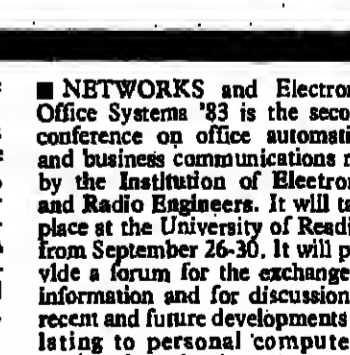 ■ NETWORKS and Electron
Office Systems '83 is the seco
conference on office automati
and business communications r
by the Institution of Electron
and Radio Engineers. It will ta
place at the University of Readi
from September 26-30. It will p
vide a forum for the exchange
information and for discussion
recent and future developments
lating to personal compute